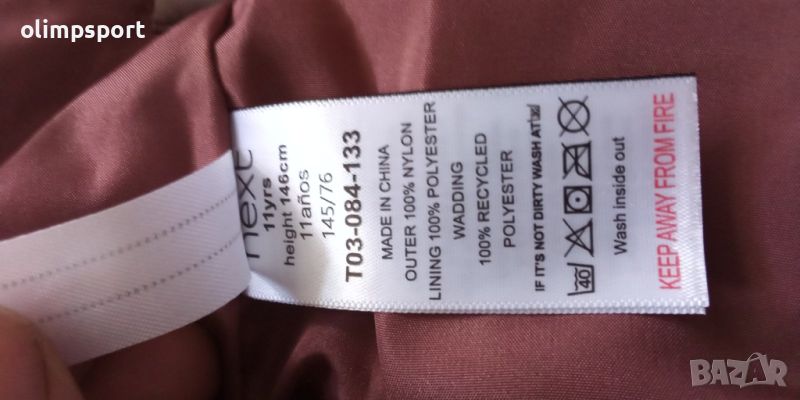 olimpsport
next
11yrs
height 146cm
11años
145/76
T03-084-133
MADE IN CHINA
OUTER 100% NYLON
LINING 100% POLYESTER
WADDING
100% RECYCLED
POLYESTER
IF IT'S NOT DIRTY WASH AT
40
Wash inside out
KEEP AWAY FROM FIRE
BAZAR